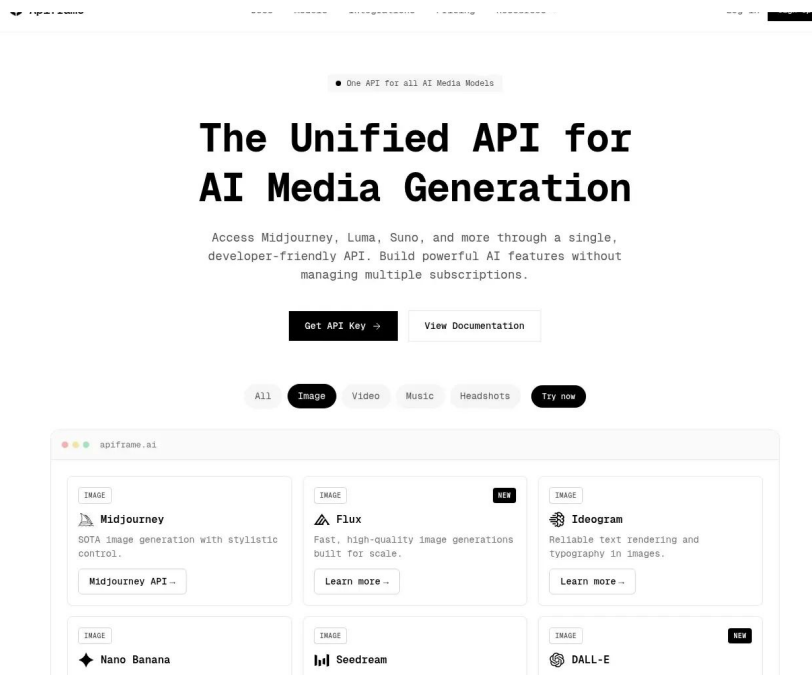 One API for all AI Media Models
The Unified API for
AI Media Generation
Access Midjourney, Luma, Suno, and more through a single,
developer-friendly API. Build powerful AI features without
managing multiple subscriptions.
Get API Key →
View Documentation
All
Image
Video
Music
Headshots
Try now
apiframe.ai
IMAGE
Midjourney
SOTA image generation with stylistic
control.
Midjourney API→
IMAGE
NEW
Flux
Fast, high-quality image generations
built for scale.
Learn more→
IMAGE
Ideogram
Reliable text rendering and
typography in images.
Learn more→
IMAGE
Nano Banana
IMAGE
Seedream
IMAGE
NEW
DALL-E